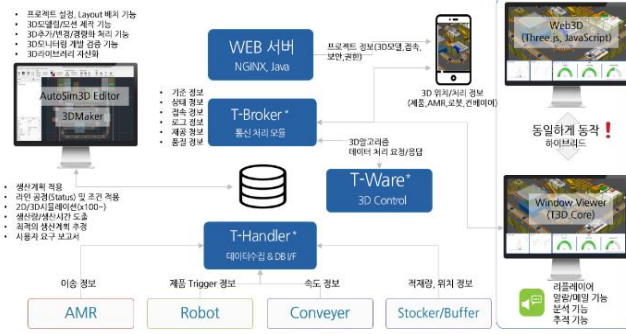 • 프로젝트 설정, Layout 배치 기능
• 3D모델링/모션 제작 기능
• 3D추가/변경/경량화 처리 기능
• 3D모니터링 개발 검증 기능
• 3D라이브러리 자산화
AutoSim3D Editor
3DMaker
WEB 서버
NGINX, Java
프로젝트 정보(3D모델,접속,
보안,권한)
3D 위치/처리 정보
(제품,AMR,로봇,컨베이어)
Web3D
(Three.js, JavaScript)
기준 정보
상태 정보
접속 정보
로그 정보
재공 정보
품질 정보
T-Broker*
통신 처리 모듈
3D알고리즘
데이터 처리 요청/응답
T-Ware*
3D Control
동일하게 동작
하이브리드
Window Viewer
(T3D Core)
• 생산계획 적용
• 라인 공정(Status) 및 조건 적용
• 2D/3D시뮬레이션(x100~)
• 생산량/생산시간 도출
• 최적의 생산계획 추정
• 사용자 요구 보고서
T-Handler*
데이터수집 & DB I/F
이송 정보
제품 Trigger 정보
속도 정보
적재량, 위치 정보
AMR
Robot
Conveyer
Stocker/Buffer
리플레이어
알람/메일 기능
분석 기능
추적 기능